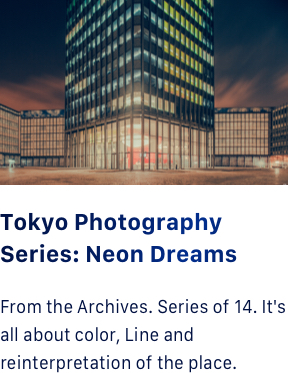 Tokyo Photography
Series: Neon Dreams
From the Archives. Series of 14. It's
all about color, Line and
reinterpretation of the place.